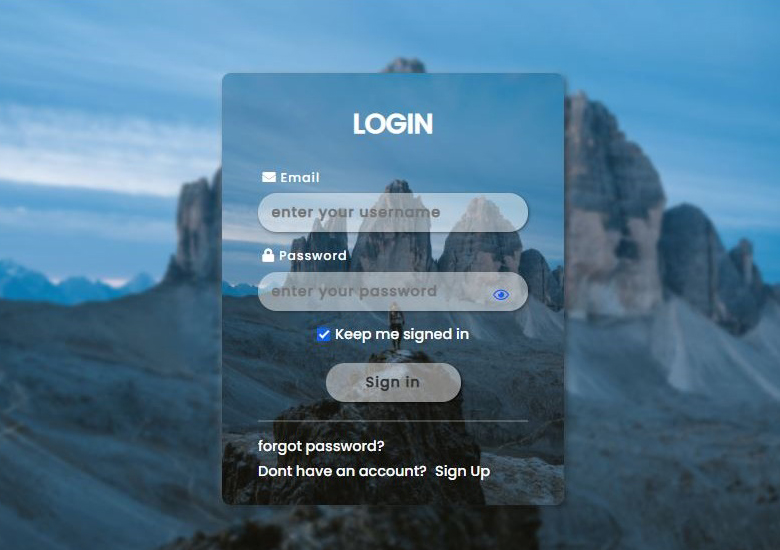 LOGIN
Email
enter your username
Password
enter your password
Keep me signed in
Sign in
forgot password?
Dont have an account? Sign Up